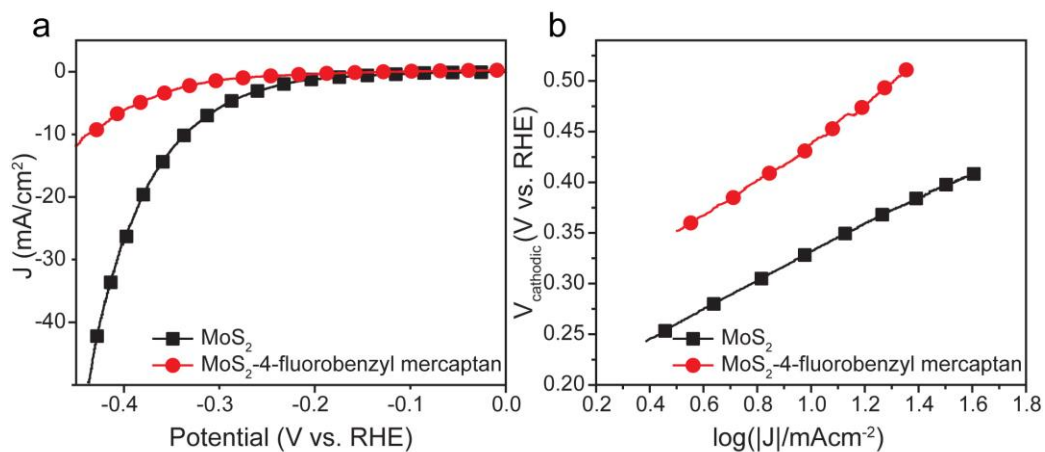 a
0
-10
-20
-30
-40
J (mA/cm²)
MoS₂
MoS₂-4-fluorobenzyl mercaptan
-0.4 -0.3 -0.2 -0.1 0.0
Potential (V vs. RHE)
b
0.50
0.45
0.40
0.35
0.30
0.25
0.20
V_cathodic (V vs. RHE)
MoS₂
MoS₂-4-fluorobenzyl mercaptan
0.2 0.4 0.6 0.8 1.0 1.2 1.4 1.6 1.8
log(|J|/mAcm⁻²)